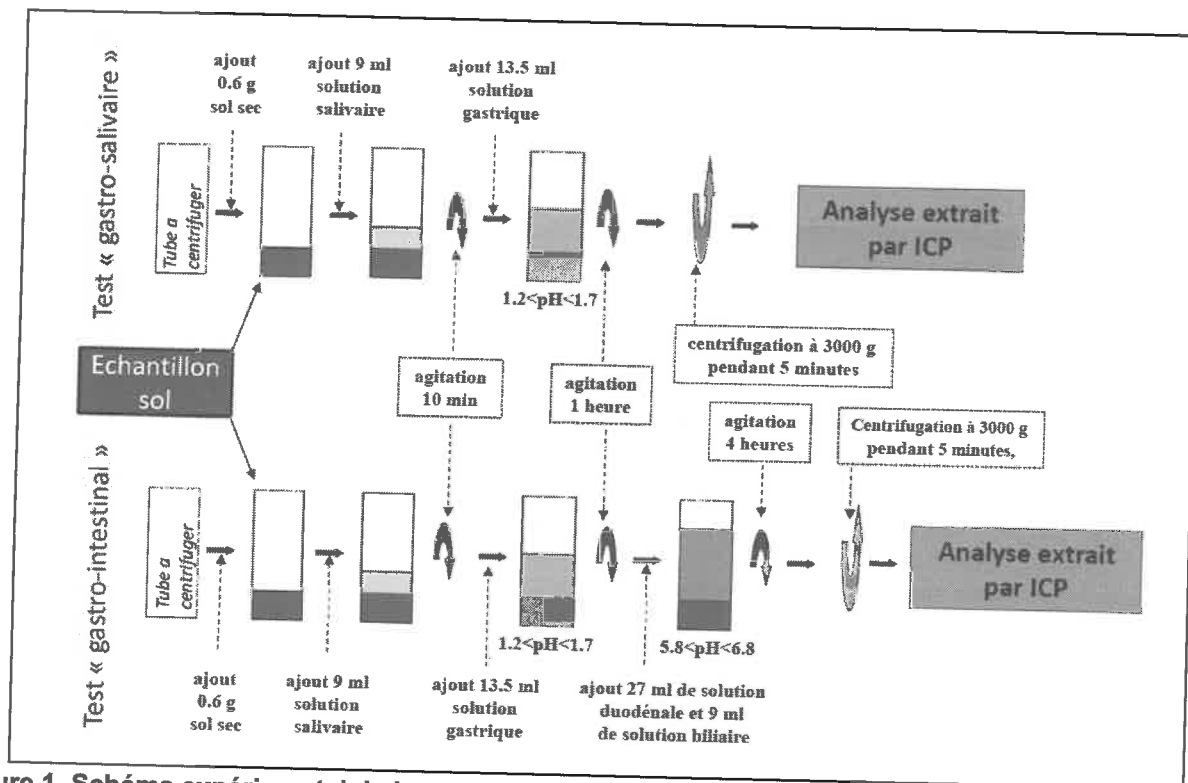 Test « gastro-salivaire »
ajout
0.6 g
sol sec
ajout 9 ml
solution
salivaire
ajout 13.5 ml
solution
gastrique
Tube a
centrifuger
1.2<pH<1.7
Analyse extrait
par ICP
Echantillon
sol
agitation
10 min
agitation
1 heure
centrifugation à 3000 g
pendant 5 minutes
agitation
4 heures
Centrifugation à 3000 g
pendant 5 minutes,
Test « gastro-intestinal »
Tube a
centrifuger
1.2<pH<1.7
5.8<pH<6.8
Analyse extrait
par ICP
ajout
0.6 g
sol sec
ajout 9 ml
solution
salivaire
ajout 13.5 ml
solution
gastrique
ajout 27 ml de solution
duodénale et 9 ml
de solution biliaire